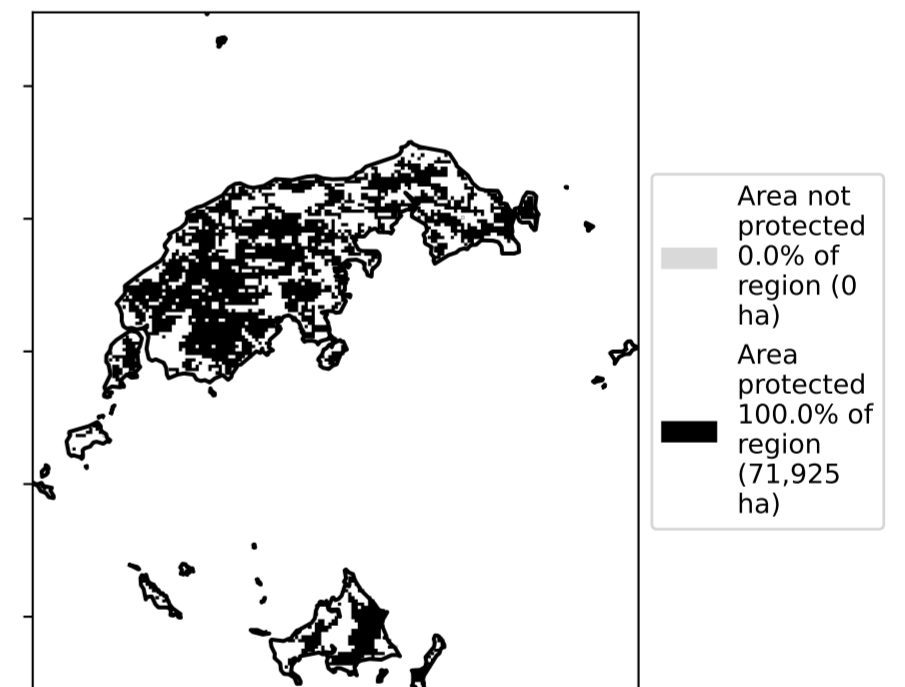 Area not
protected
0.0% of
region (0
ha)
Area
protected
100.0% of
region
(71,925
ha)